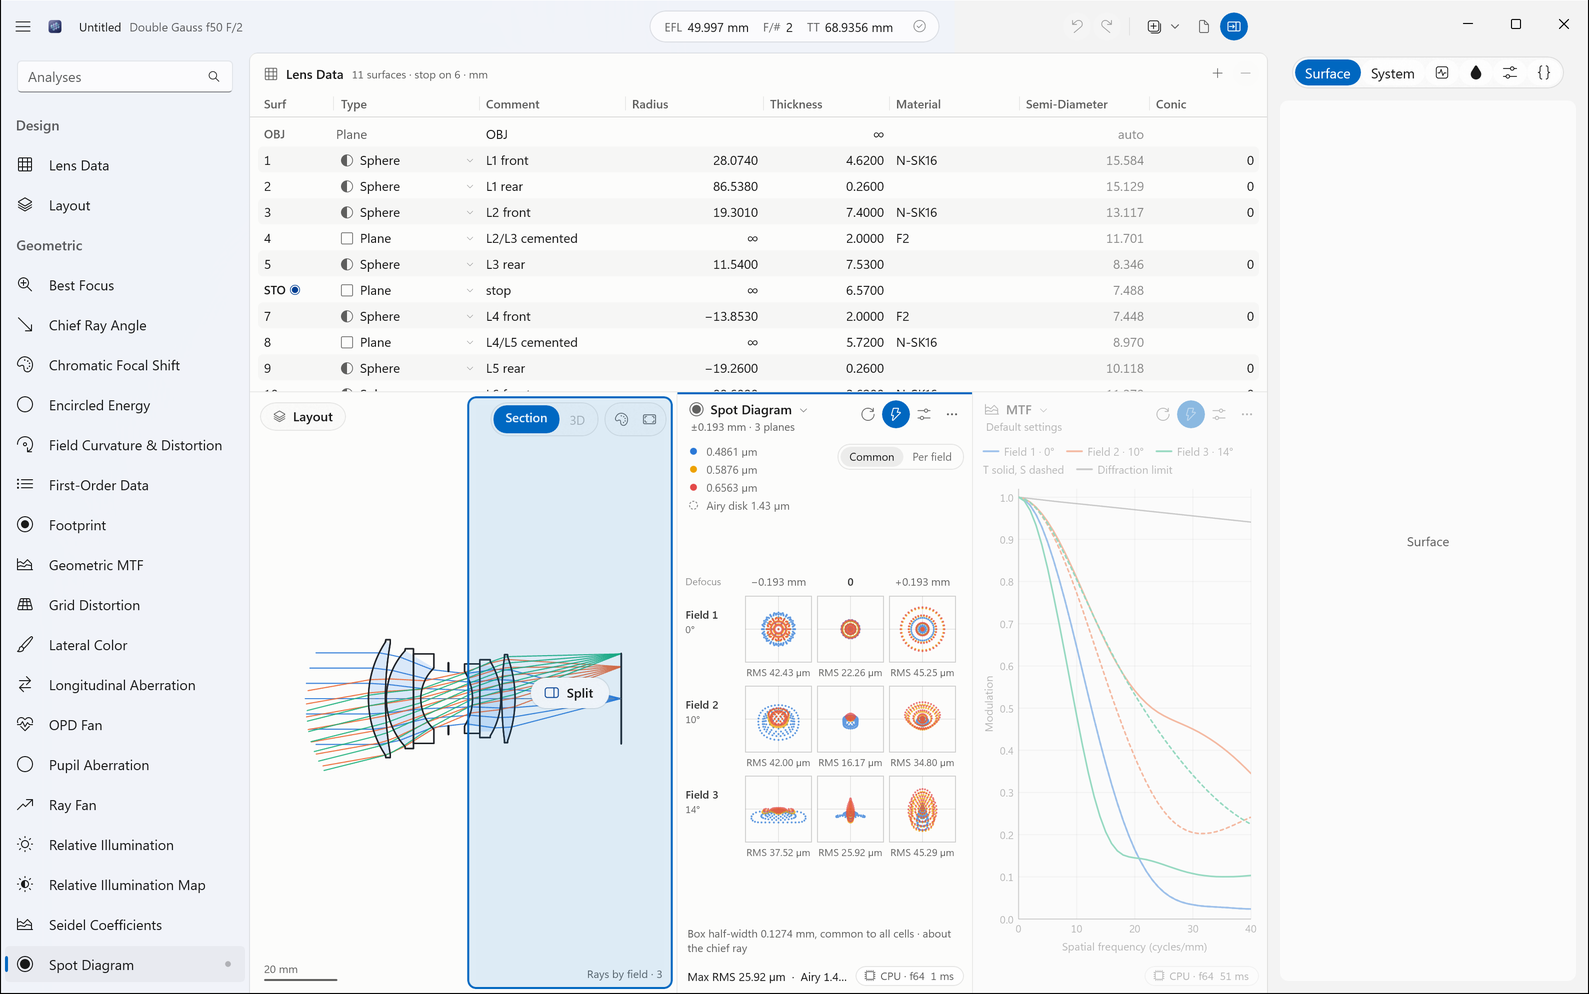 Untitled Double Gauss f50 F/2
EFL 49.997 mm F/# 2 TT 68.9356 mm
Analyses
Design
Lens Data
Layout
Geometric
Best Focus
Chief Ray Angle
Chromatic Focal Shift
Encircled Energy
Field Curvature & Distortion
First-Order Data
Footprint
Geometric MTF
Grid Distortion
Lateral Color
Longitudinal Aberration
OPD Fan
Pupil Aberration
Ray Fan
Relative Illumination
Relative Illumination Map
Seidel Coefficients
Spot Diagram
Lens Data 11 surfaces · stop on 6 · mm
Surf Type Comment Radius Thickness Material Semi-Diameter Conic
OBJ Plane OBJ ∞ auto
1 Sphere L1 front 28.0740 4.6200 N-SK16 15.584 0
2 Sphere L1 rear 86.5380 0.2600 15.129 0
3 Sphere L2 front 19.3010 7.4000 N-SK16 13.117 0
4 Plane L2/L3 cemented ∞ 2.0000 F2 11.701
5 Sphere L3 rear 11.5400 7.5300 8.346 0
STO Plane stop ∞ 6.5700 7.488
7 Sphere L4 front −13.8530 2.0000 F2 7.448 0
8 Plane L4/L5 cemented ∞ 5.7200 N-SK16 8.970
9 Sphere L5 rear −19.2600 0.2600 10.118 0
Layout
Section 3D
Split
20 mm
Rays by field · 3
Spot Diagram
±0.193 mm · 3 planes
0.4861 µm
0.5876 µm
0.6563 µm
Airy disk 1.43 µm
Common Per field
Defocus −0.193 mm 0 +0.193 mm
Field 1
0°
RMS 42.43 µm RMS 22.26 µm RMS 45.25 µm
Field 2
10°
RMS 42.00 µm RMS 16.17 µm RMS 34.80 µm
Field 3
14°
RMS 37.52 µm RMS 25.92 µm RMS 45.29 µm
Box half-width 0.1274 mm, common to all cells · about
the chief ray
Max RMS 25.92 µm · Airy 1.4... CPU · f64 1 ms
MTF
Default settings
Field 1 · 0° Field 2 · 10° Field 3 · 14°
T solid, S dashed Diffraction limit
1.0
0.9
0.8
0.7
0.6
0.5
0.4
0.3
0.2
0.1
0.0
Modulation
0 10 20 30 40
Spatial frequency (cycles/mm)
CPU · f64 51 ms
Surface System
Surface